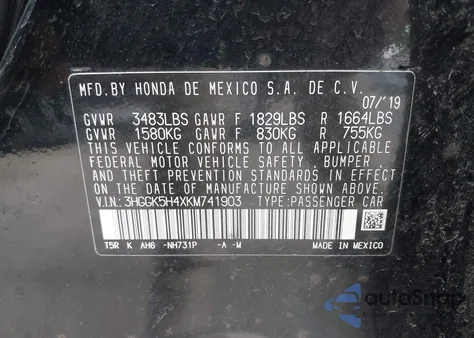 MFD.BY HONDA DE MEXICO S.A. DE C.V.
07/'19
GVWR 3483LBS GAWR F 1829LBS R 1664LBS
GVWR 1580KG GAWR F 830KG R 755KG
THIS VEHICLE CONFORMS TO ALL APPLICABLE
FEDERAL MOTOR VEHICLE SAFETY, BUMPER,
AND THEFT PREVENTION STANDARDS IN EFFECT
ON THE DATE OF MANUFACTURE SHOWN ABOVE.
V.I.N.: 3HGGK5H4XKM741903 TYPE: PASSENGER CAR
T5R K AH6 -NH731P -A -M MADE IN MEXICO
autoSnap